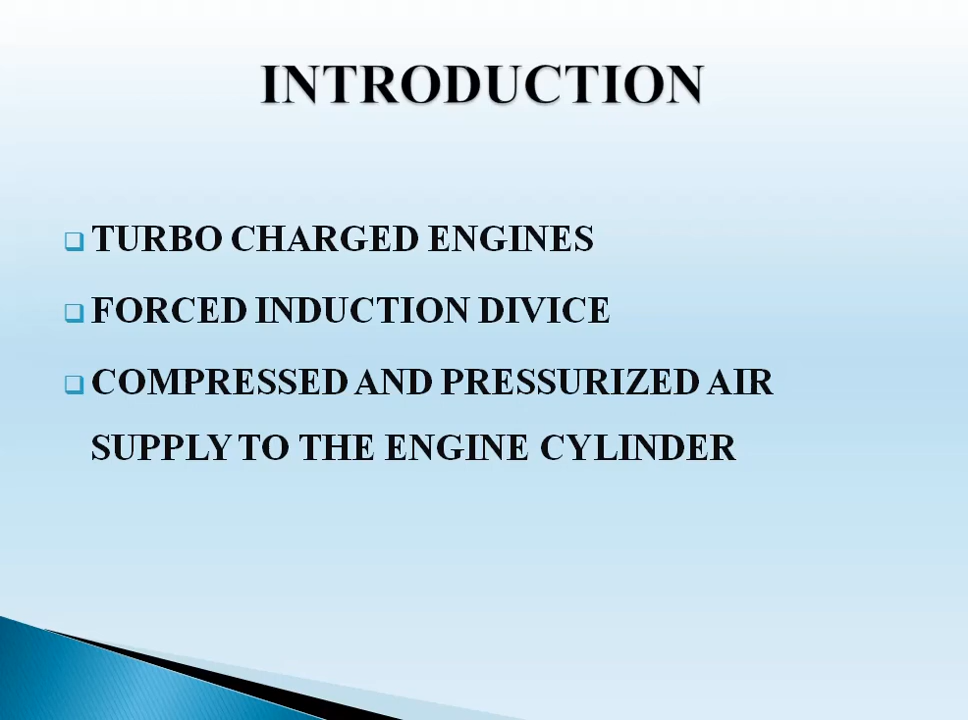 INTRODUCTION
TURBO CHARGED ENGINES
FORCED INDUCTION DIVICE
COMPRESSED AND PRESSURIZED AIR
SUPPLY TO THE ENGINE CYLINDER